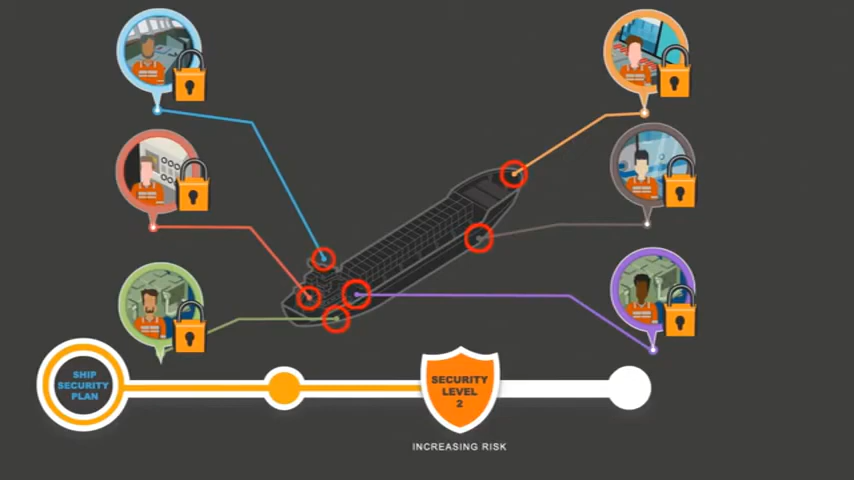 SHIP
SECURITY
PLAN
SECURITY
LEVEL
2
INCREASING RISK